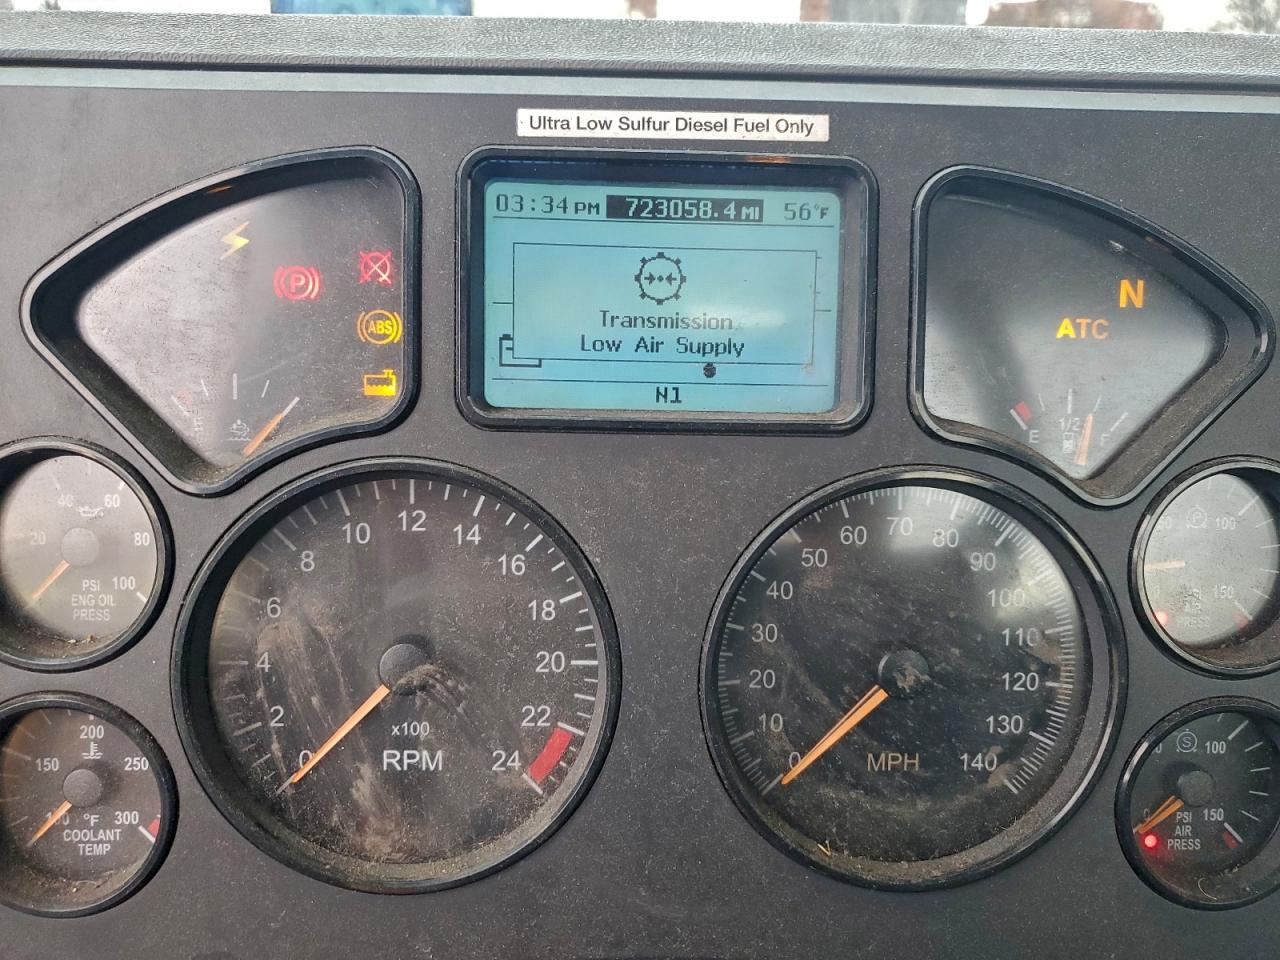 Ultra Low Sulfur Diesel Fuel Only
03:34 PM 723058.4 MI 56°F
Transmission
Low Air Supply
N1
P
ABS
N
ATC
E 1/2 F
20 40 60 80 100
PSI
ENG OIL
PRESS
0 2 4 6 8 10 12 14 16 18 20 22 24
x100
RPM
0 10 20 30 40 50 60 70 80 90 100 110 120 130 140
MPH
P
50 100 150
PSI
AIR
PRESS
100 150 200 250 300
°F
COOLANT
TEMP
S
0 100 150
PSI
AIR
PRESS